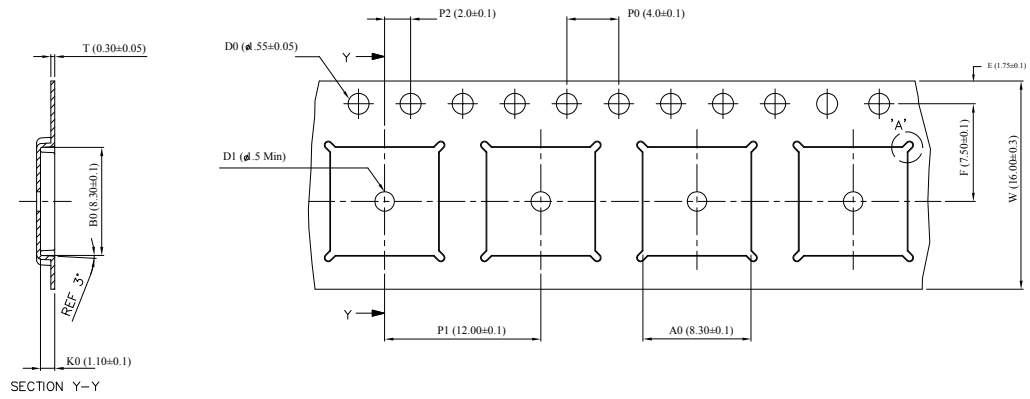 P2 (2.0±0.1)
P0 (4.0±0.1)
T (0.30±0.05)
D0 (ø1.55±0.05)
Y
E (1.75±0.1)
'A'
D1 (ø1.5 Min)
F (7.50±0.1)
W (16.00±0.3)
B0 (8.30±0.1)
REF 3°
Y
P1 (12.00±0.1)
A0 (8.30±0.1)
K0 (1.10±0.1)
SECTION Y-Y